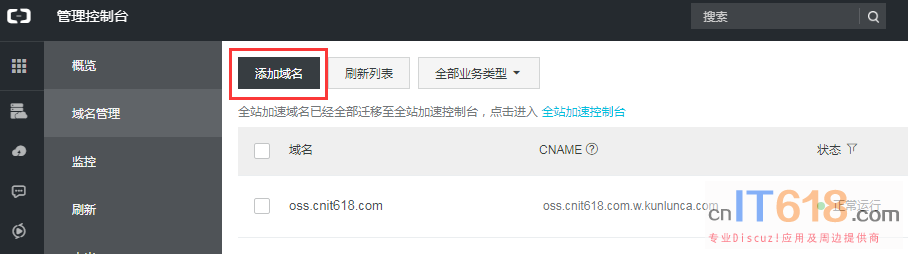 管理控制台
搜索
概览
添加域名
刷新列表
全部业务类型
全站加速域名已经全部迁移至全站加速控制台，点击进入 全站加速控制台
域名管理
域名
CNAME
状态
监控
刷新
oss.cnit618.com
oss.cnit618.com.w.kunlunca.com
正常运行
cnIT618.com
专业Discuz!应用及周边提供商